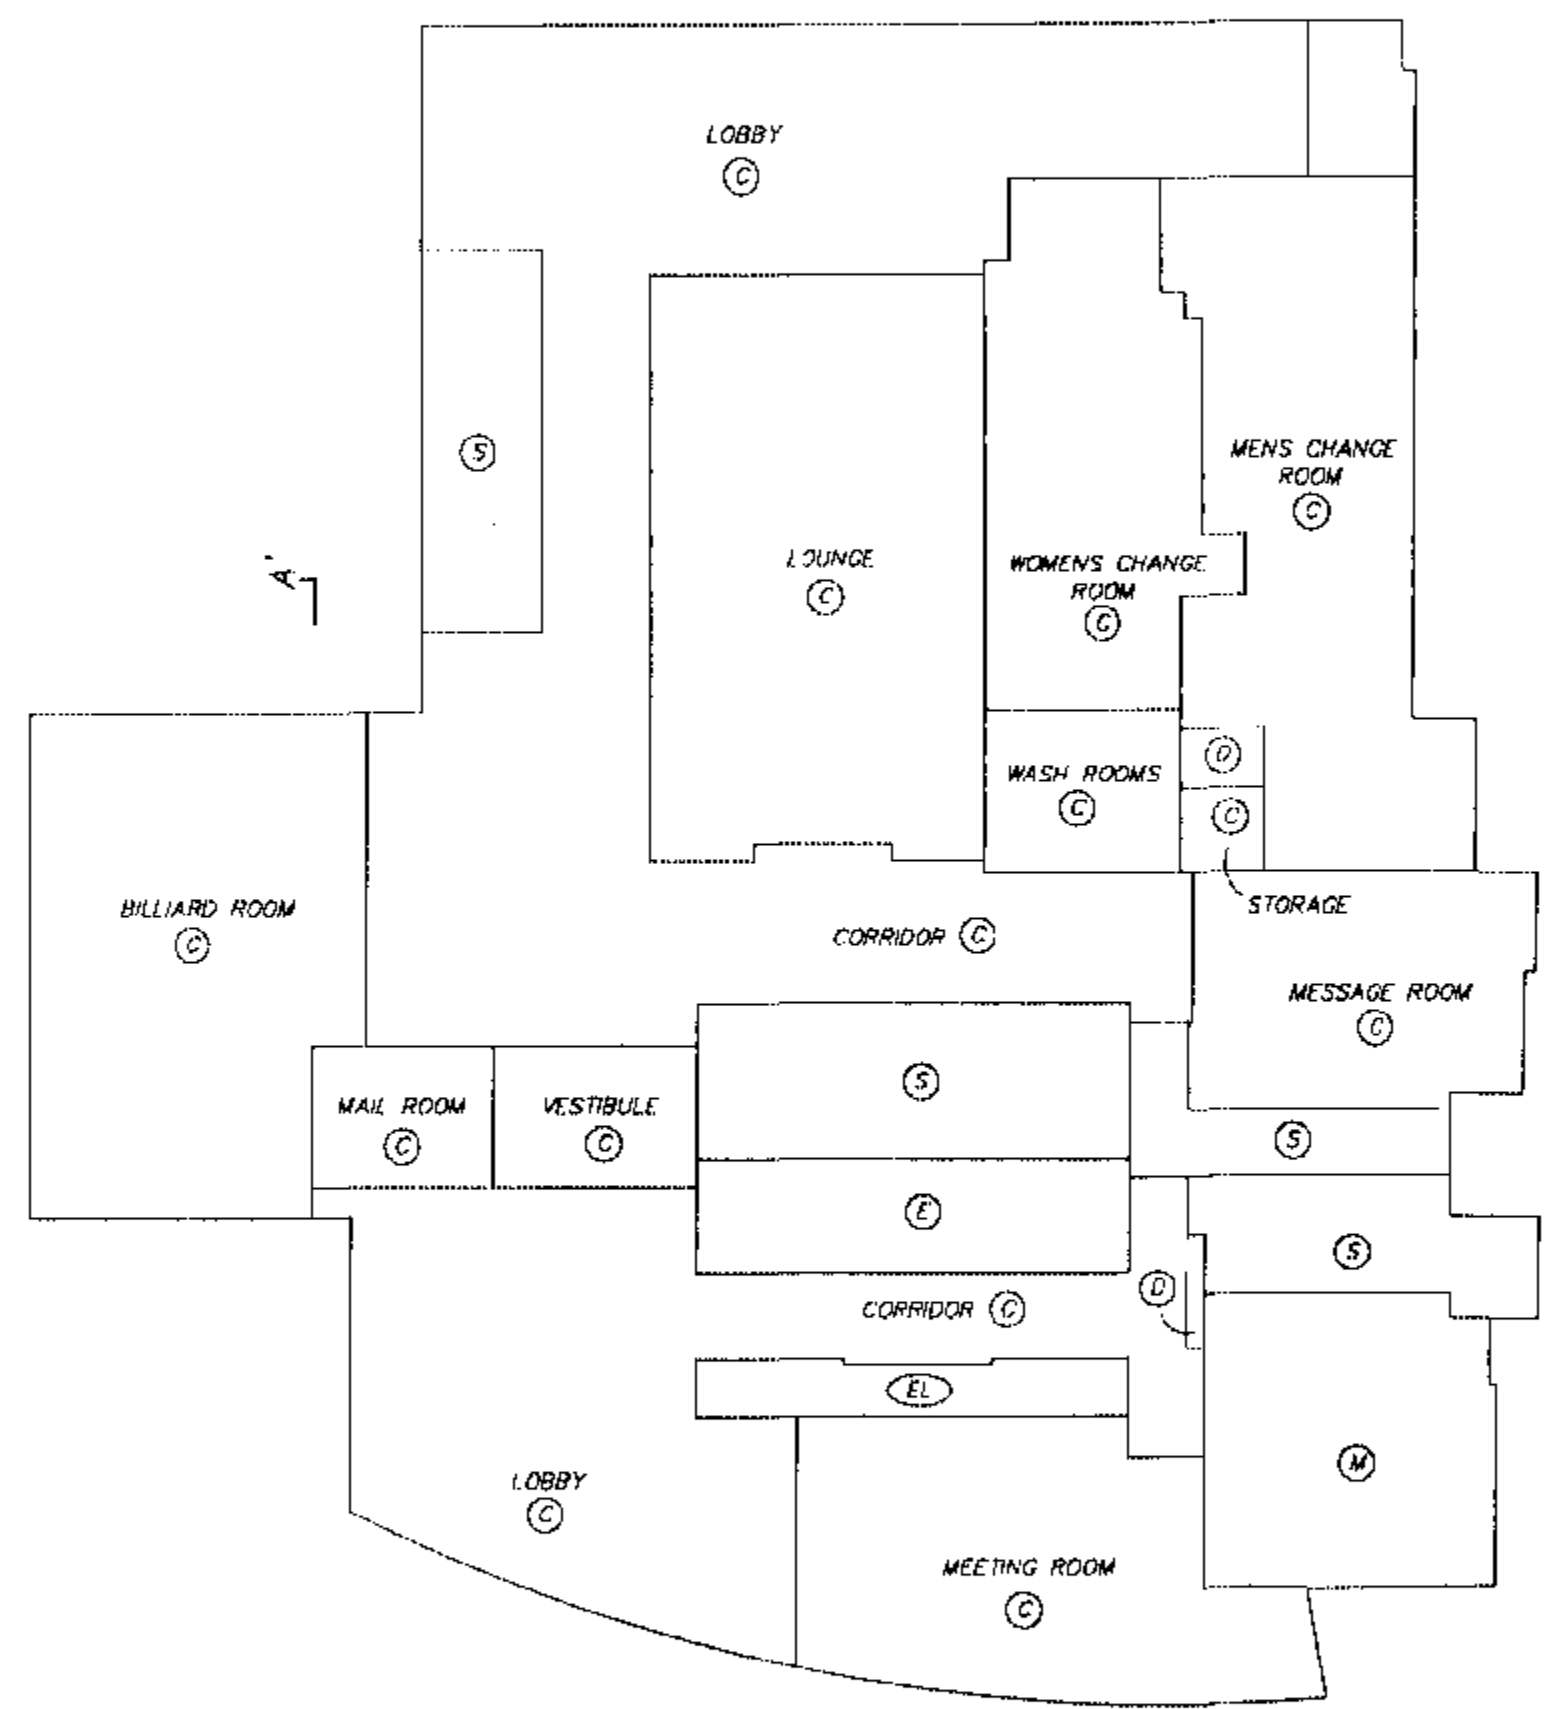 LOBBY
C
S
MENS CHANGE
ROOM
C
A'
LOUNGE
C
WOMENS CHANGE
ROOM
C
D
WASH ROOMS
C
C
STORAGE
BILLIARD ROOM
C
CORRIDOR C
MESSAGE ROOM
C
S
MAIL ROOM
C
VESTIBULE
C
S
E
S
D
CORRIDOR C
EL
M
LOBBY
C
MEETING ROOM
C